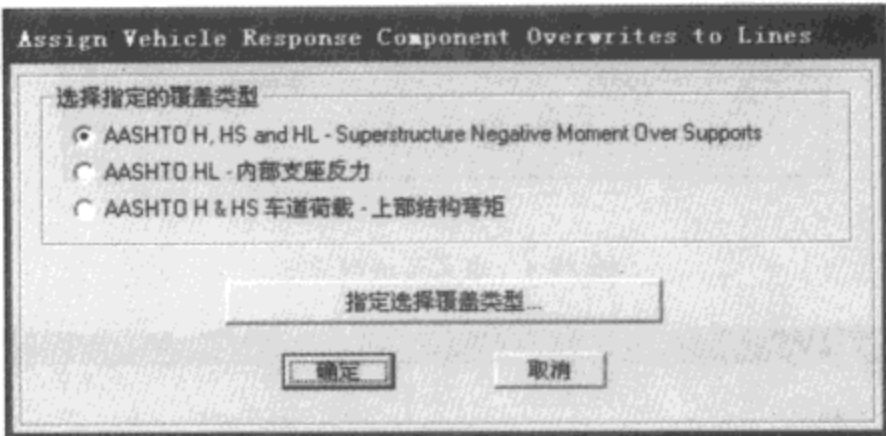 Assign Vehicle Response Component Overwrites to Lines
选择指定的覆盖类型
AASHTO H, HS and HL - Superstructure Negative Moment Over Supports
AASHTO HL - 内部支座反力
AASHTO H & HS 车道荷载 - 上部结构弯矩
指定选择覆盖类型...
确定
取消